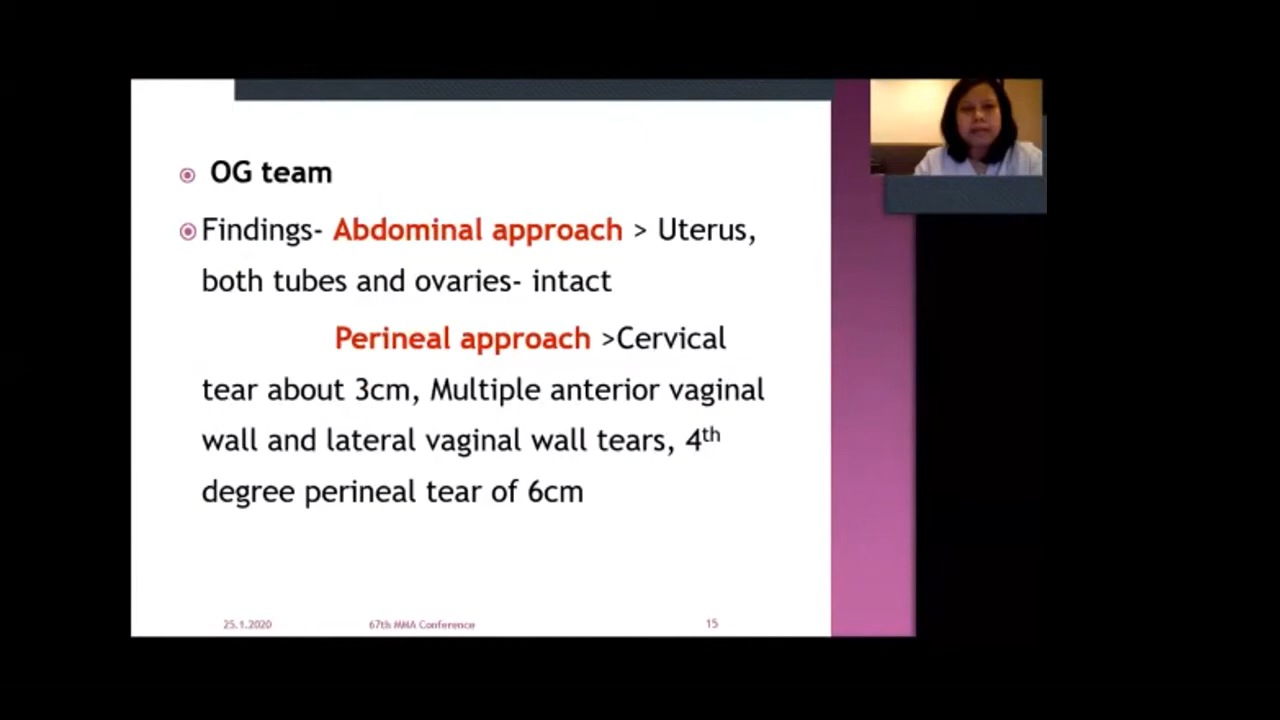 OG team
Findings- Abdominal approach > Uterus,
both tubes and ovaries- intact
Perineal approach >Cervical
tear about 3cm, Multiple anterior vaginal
wall and lateral vaginal wall tears, 4th
degree perineal tear of 6cm
25.1.2020 67th MMA Conference 15